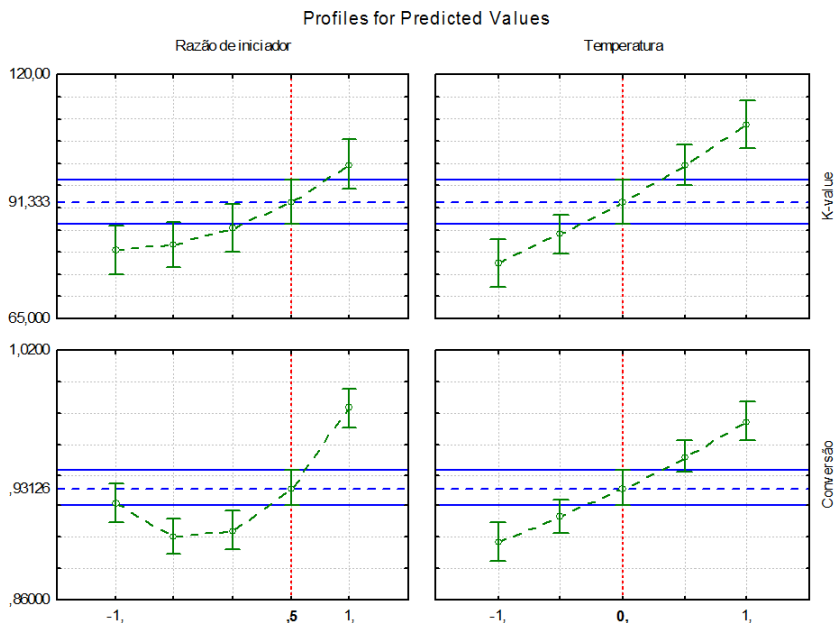 Profiles for Predicted Values
Razão de iniciador
Temperatura
120,00
91,333
65,000
K-value
1,0200
,93126
,86000
Conversão
-1, ,5 1,
-1, 0, 1,